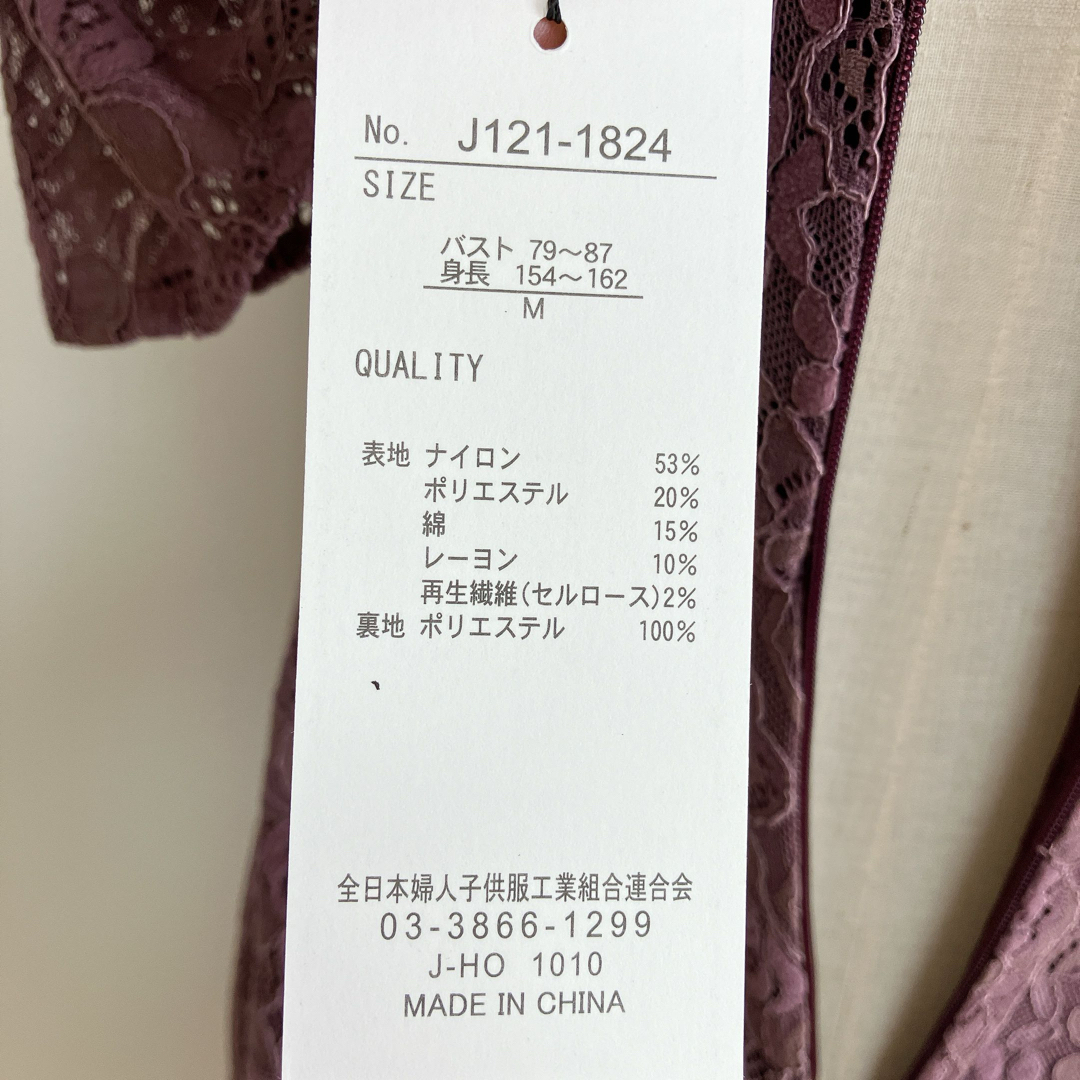 No. J121-1824
SIZE
バスト 79～87
身長 154～162
M
QUALITY
表地 ナイロン 53%
ポリエステル 20%
綿 15%
レーヨン 10%
再生繊維(セルロース)2%
裏地 ポリエステル 100%
全日本婦人子供服工業組合連合会
03-3866-1299
J-HO 1010
MADE IN CHINA